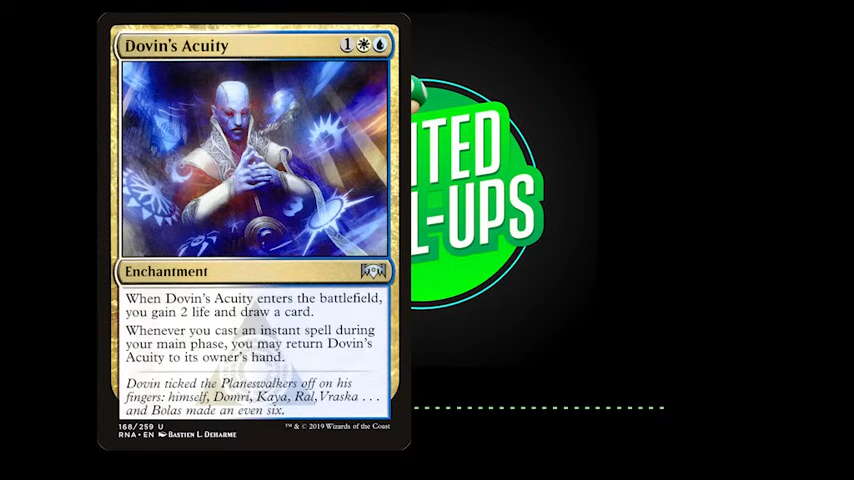 Dovin's Acuity 1
ITED
L-UPS
Enchantment
When Dovin's Acuity enters the battlefield,
you gain 2 life and draw a card.
Whenever you cast an instant spell during
your main phase, you may return Dovin's
Acuity to its owner's hand.
Dovin ticked the Planeswalkers off on his
fingers: himself, Domri, Kaya, Ral,Vraska . . .
and Bolas made an even six.
168/259 U
RNA • EN Bastien L. Deharme
™ & © 2019 Wizards of the Coast